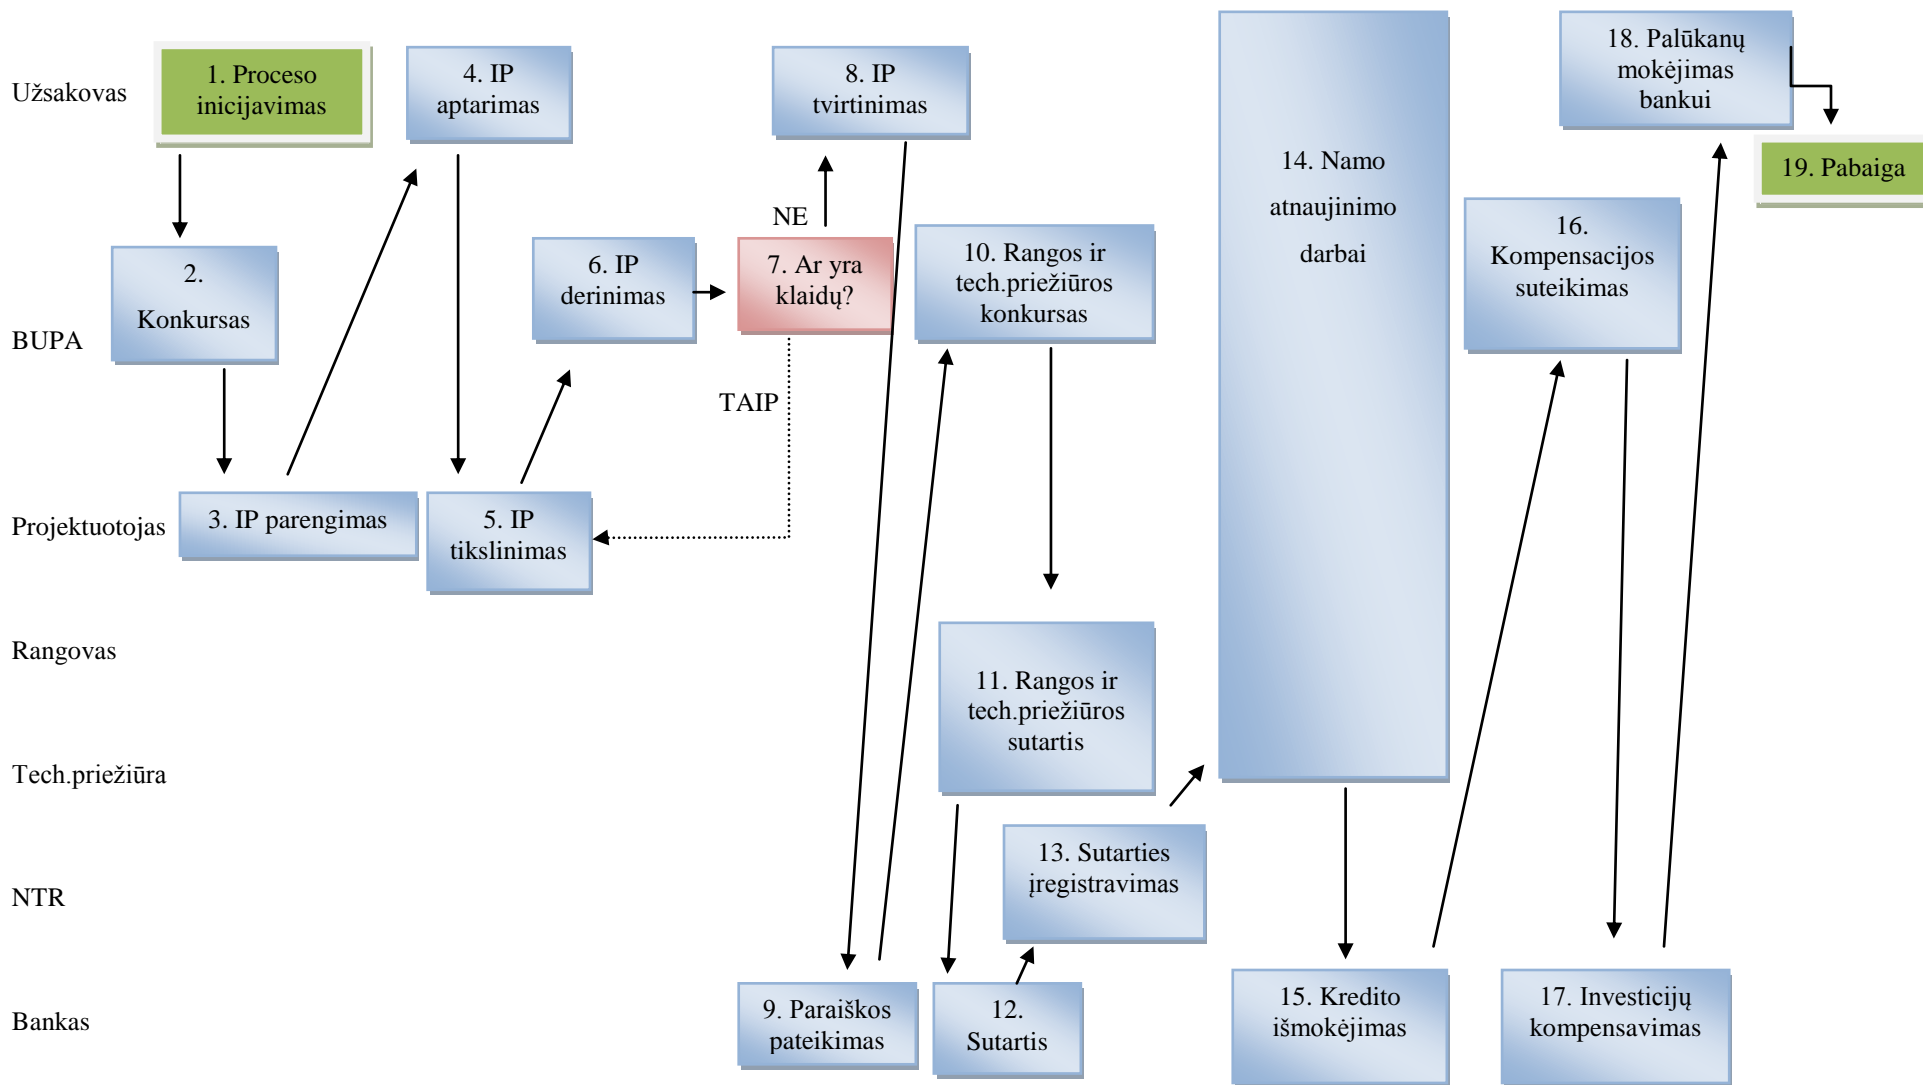 Užsakovas
1. Proceso
inicijavimas
4. IP
aptarimas
8. IP
tvirtinimas
18. Palūkanų
mokėjimas
bankui
19. Pabaiga
14. Namo
atnaujinimo
darbai
NE
BUPA
2.
Konkursas
6. IP
derinimas
7. Ar yra
klaidų?
10. Rangos ir
tech.priežiūros
konkursas
16.
Kompensacijos
suteikimas
TAIP
Projektuotojas
3. IP parengimas
5. IP
tikslinimas
Rangovas
11. Rangos ir
tech.priežiūros
sutartis
Tech.priežiūra
NTR
13. Sutarties
įregistravimas
Bankas
9. Paraiškos
pateikimas
12.
Sutartis
15. Kredito
išmokėjimas
17. Investicijų
kompensavimas